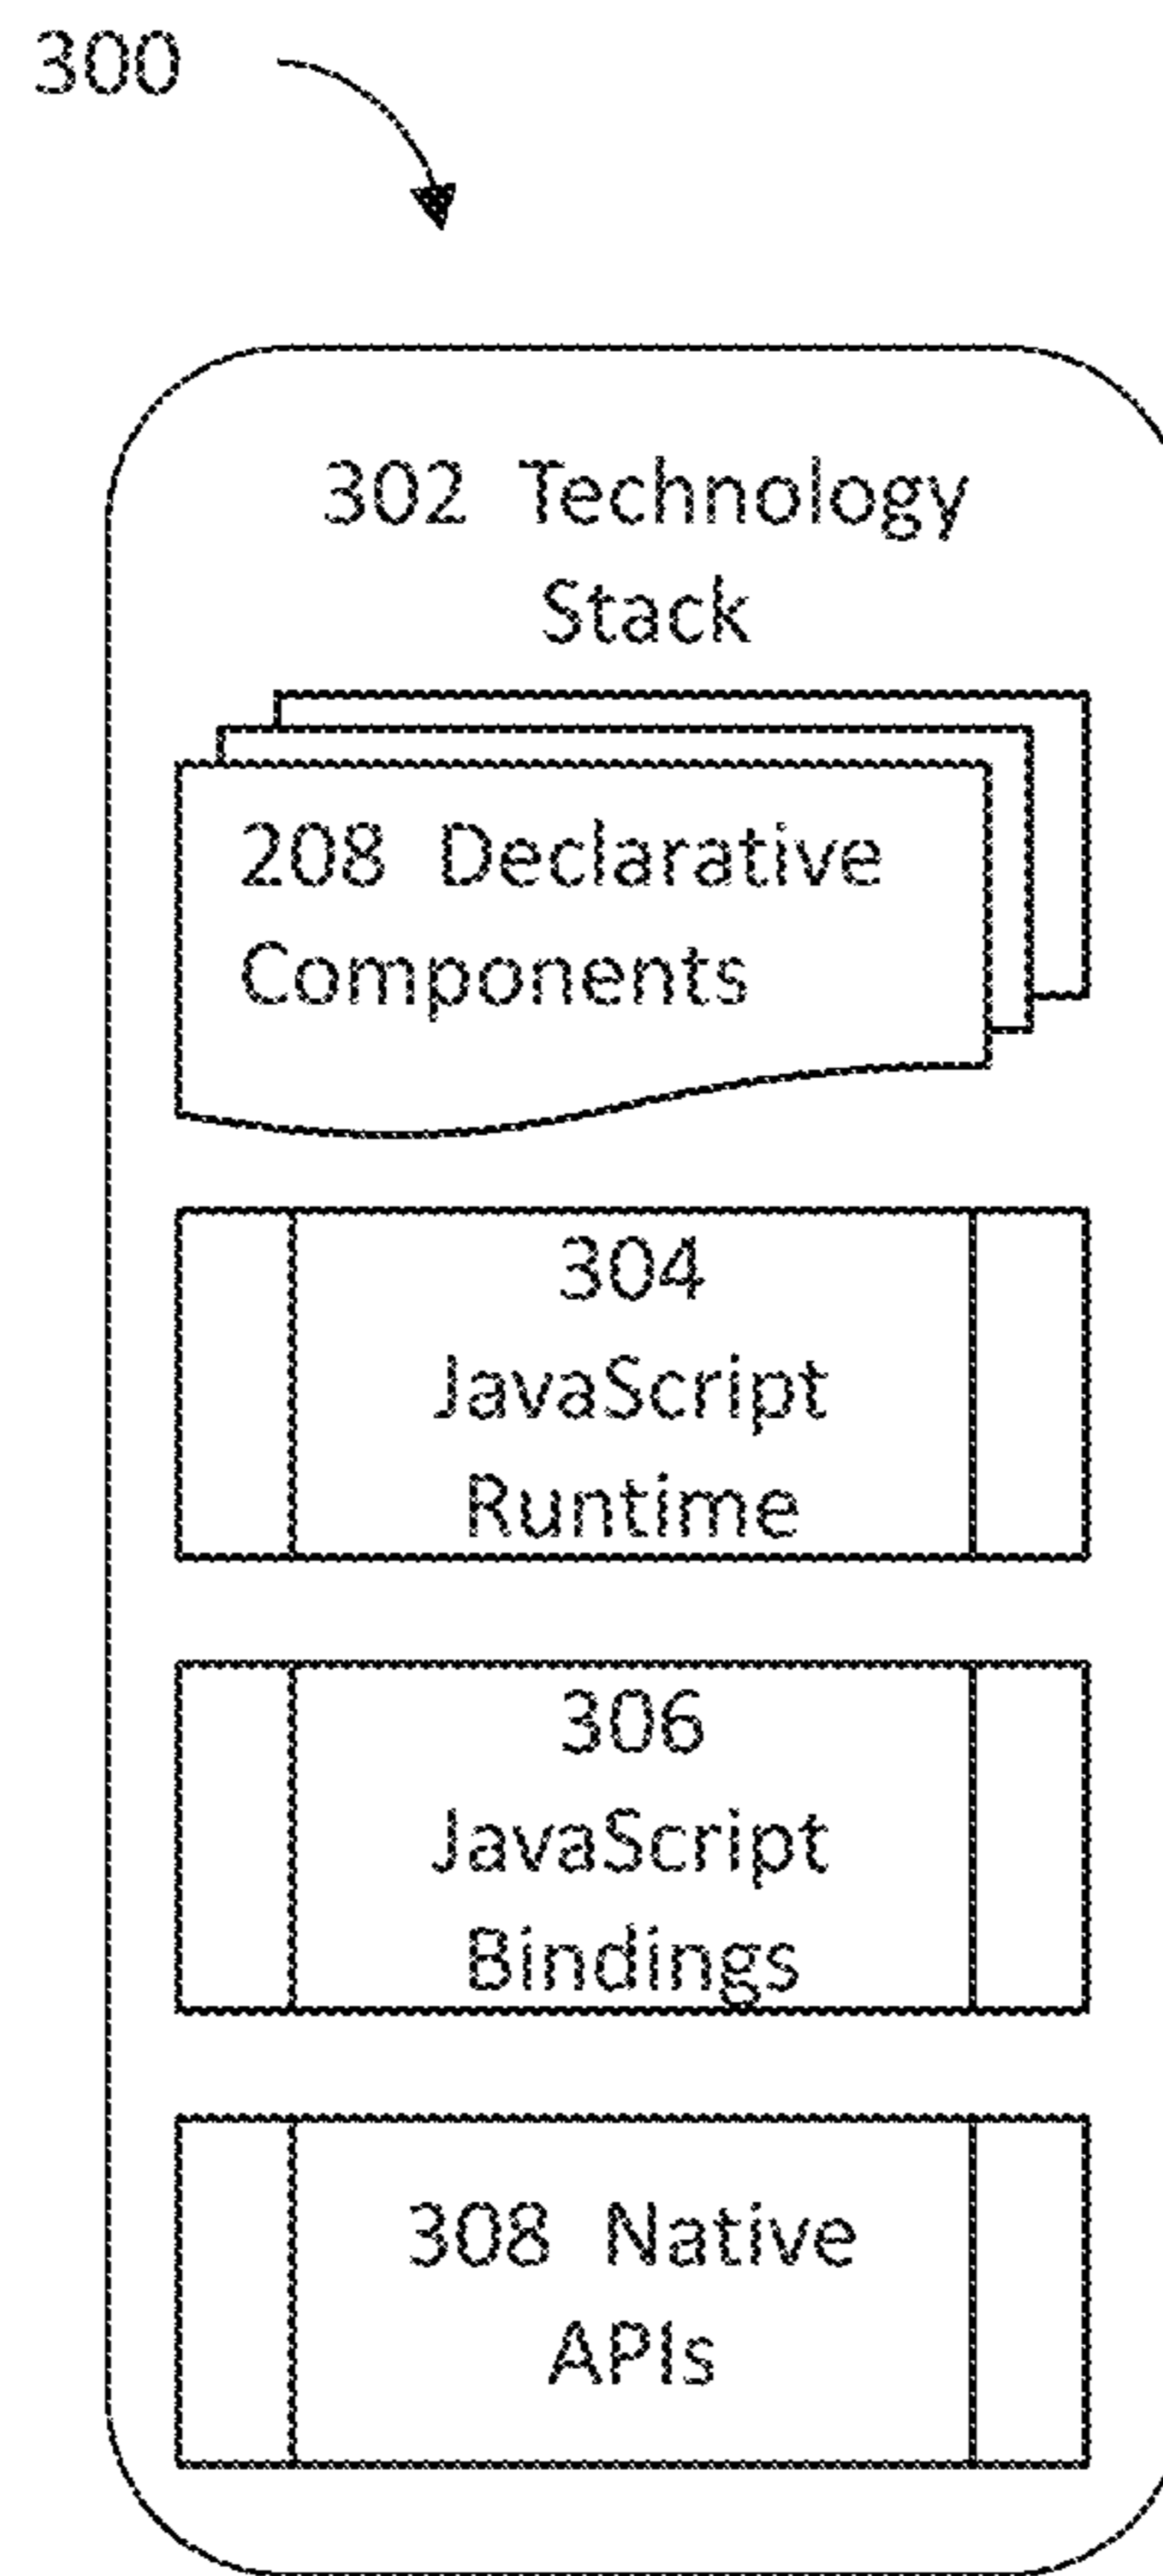 300
302 Technology
Stack
208 Declarative
Components
304
JavaScript
Runtime
306
JavaScript
Bindings
308 Native
APIs